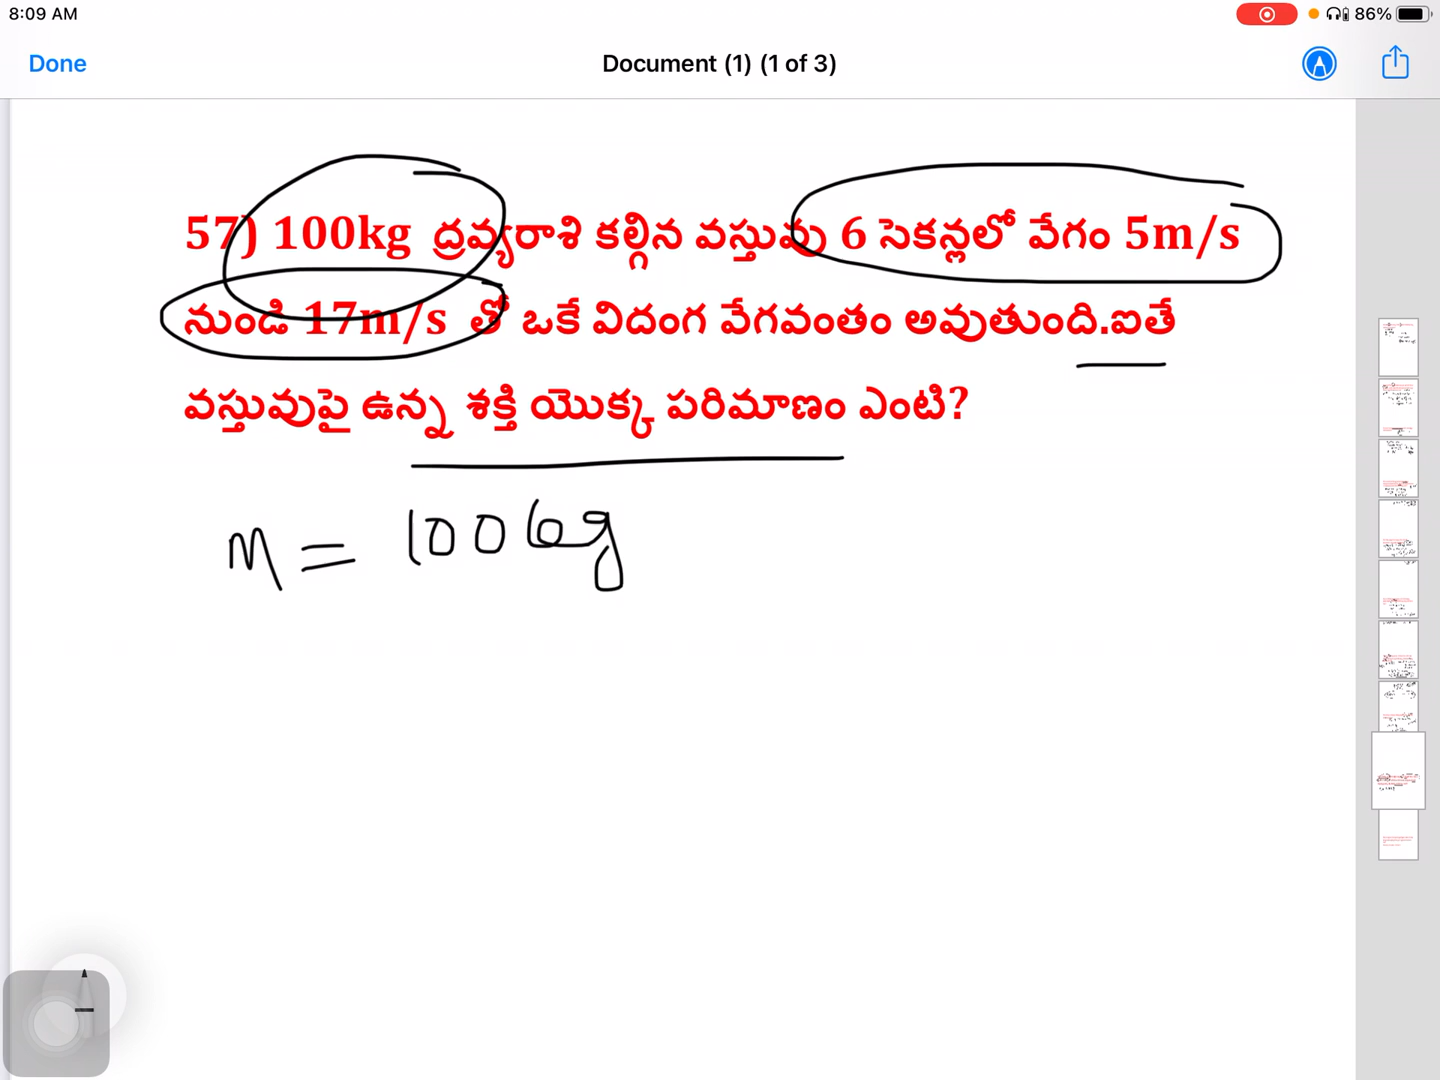 8:09 AM
86%
Done
Document (1) (1 of 3)
57) 100kg ద్రవ్యరాశి కల్గిన వస్తువు 6 సెకన్లలో వేగం 5m/s
నుండి 17m/s తో ఒకే విదంగ వేగవంతం అవుతుంది.ఐతే
వస్తువుపై ఉన్న శక్తి యొక్క పరిమాణం ఎంటి?
m = 100kg